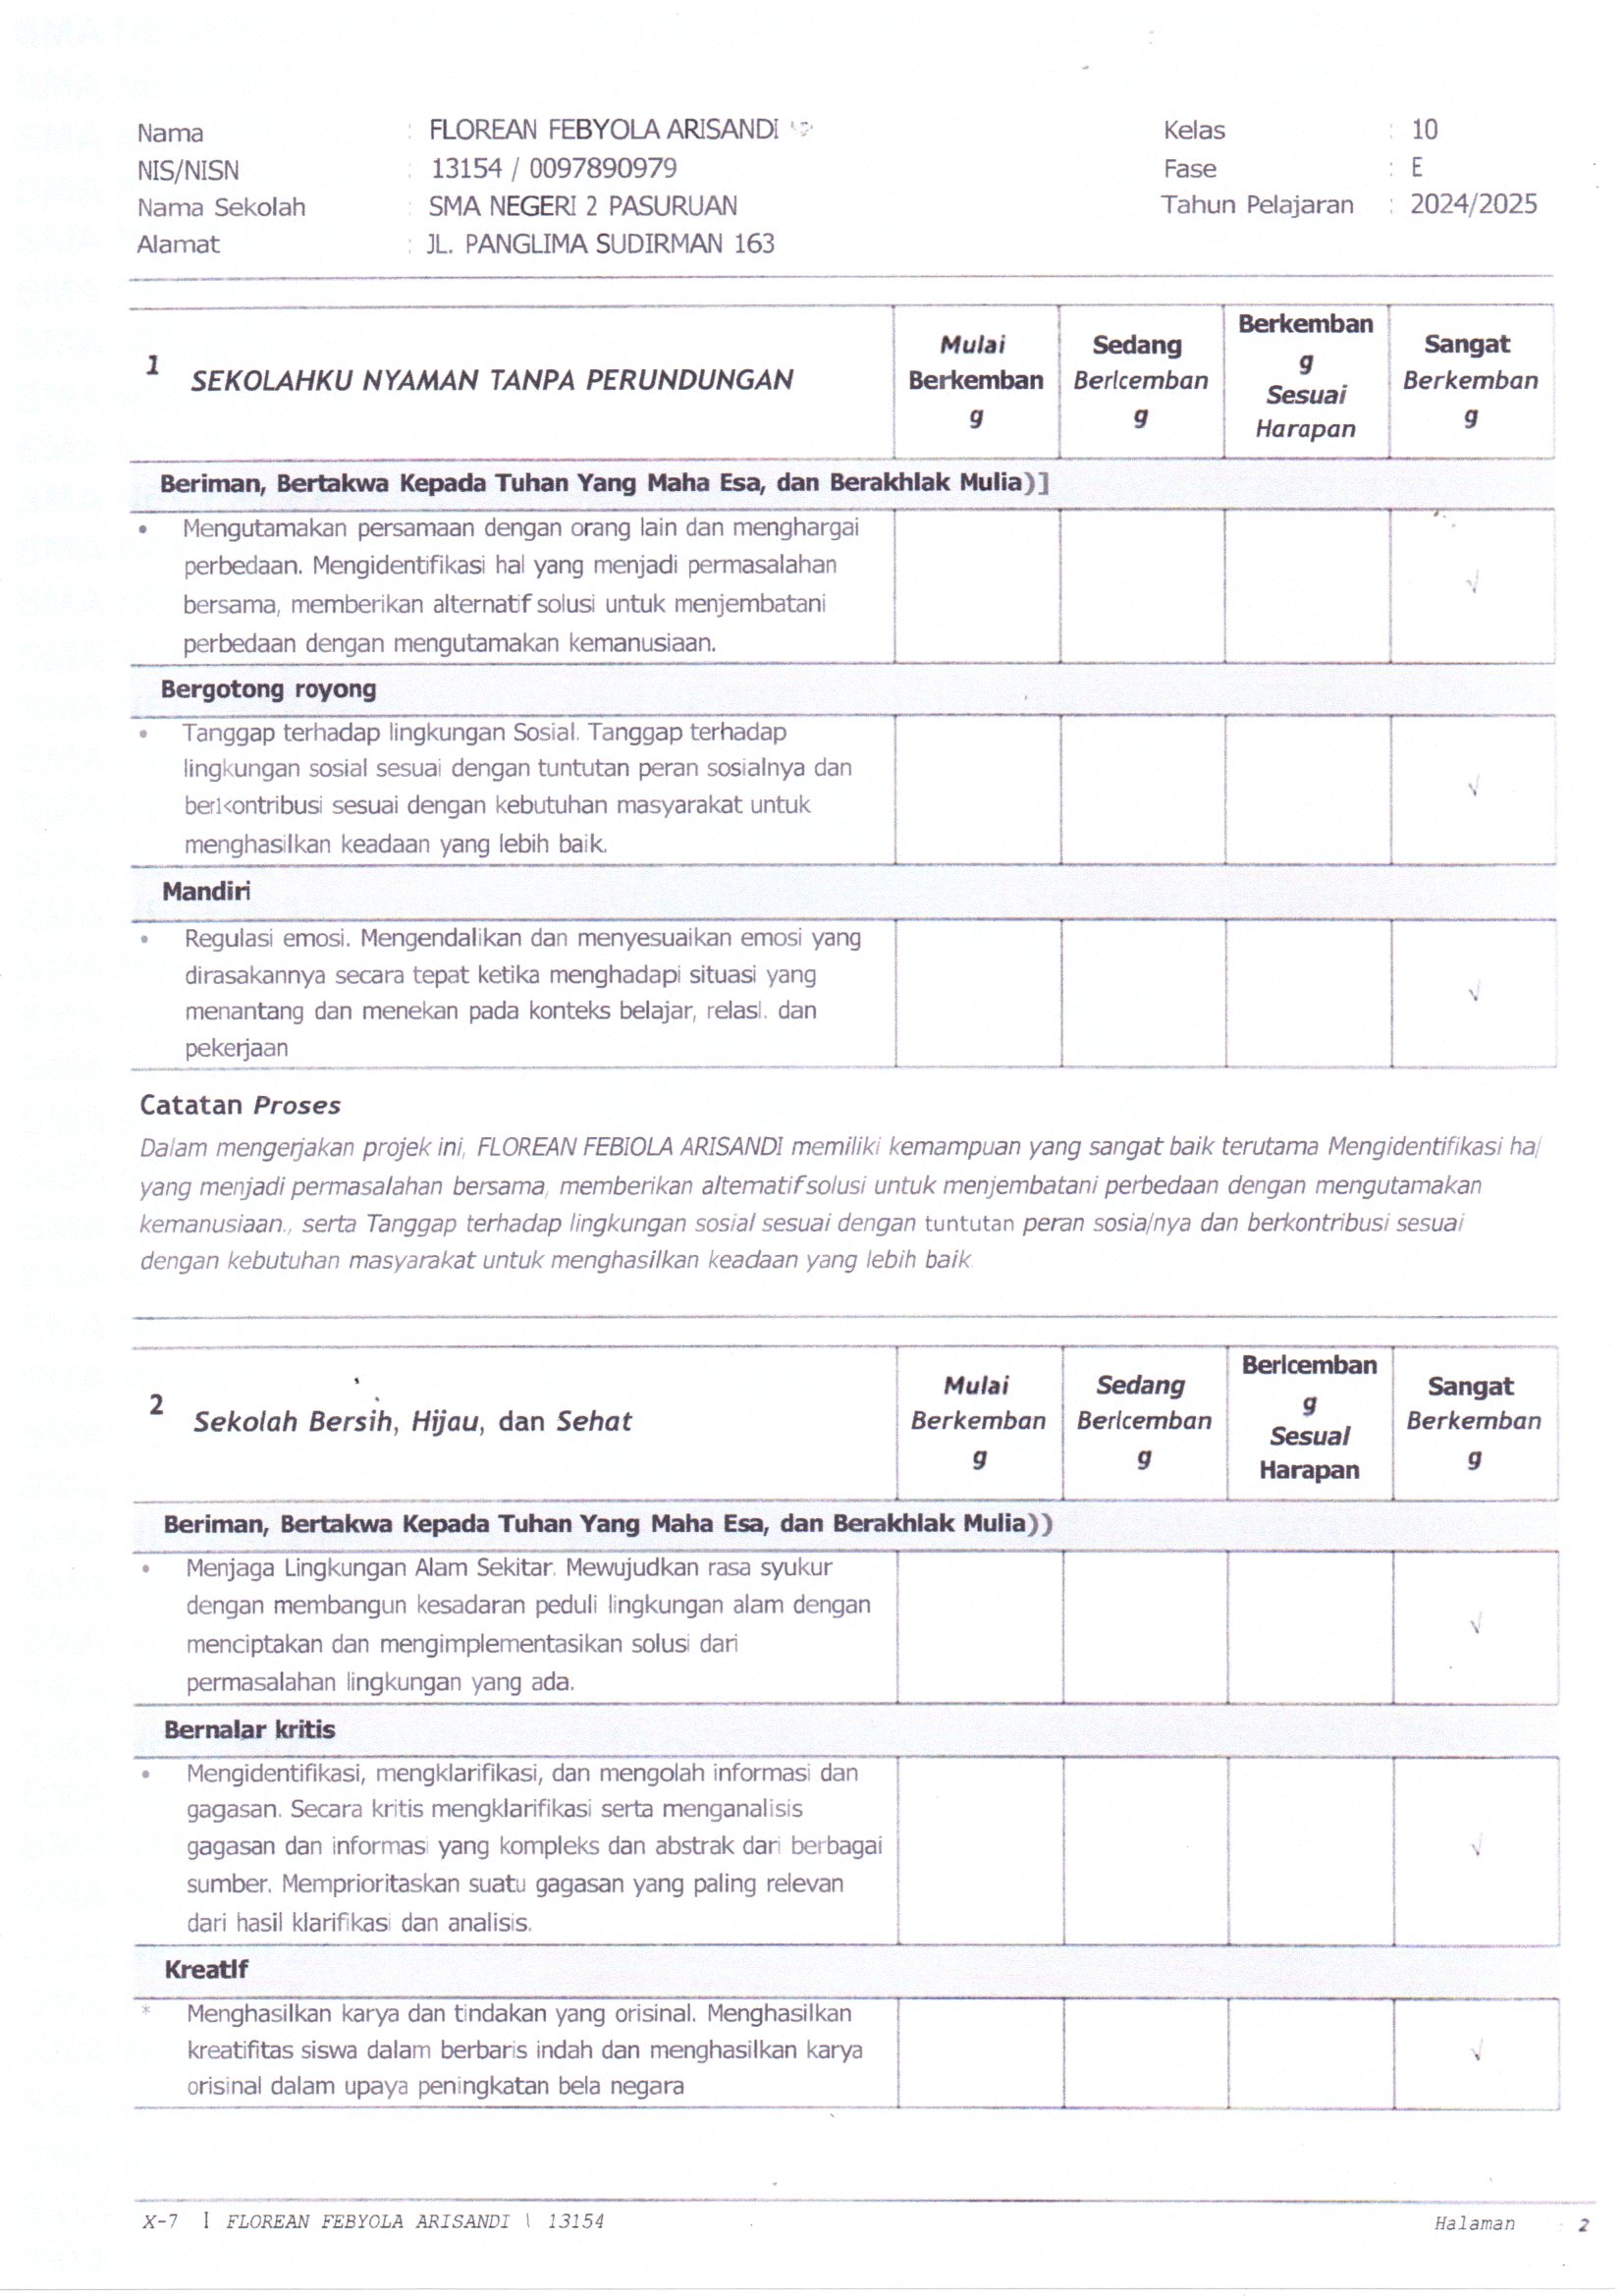 Nama : FLOREAN FEBYOLA ARISANDI
Kelas : 10
NIS/NISN : 13154 / 0097890979
Fase : E
Nama Sekolah : SMA NEGERI 2 PASURUAN
Tahun Pelajaran : 2024/2025
Alamat : JL. PANGLIMA SUDIRMAN 163
1 SEKOLAHKU NYAMAN TANPA PERUNDUNGAN
Mulai
Berkemban
g
Sedang
Berlcemban
g
Berkemban
g
Sesuai
Harapan
Sangat
Berkemban
g
Beriman, Bertakwa Kepada Tuhan Yang Maha Esa, dan Berakhlak Mulia)]
• Mengutamakan persamaan dengan orang lain dan menghargai
perbedaan. Mengidentifikasi hal yang menjadi permasalahan
bersama, memberikan alternatif solusi untuk menjembatani
perbedaan dengan mengutamakan kemanusiaan.
√
Bergotong royong
• Tanggap terhadap lingkungan Sosial. Tanggap terhadap
lingkungan sosial sesuai dengan tuntutan peran sosialnya dan
berl<ontribusi sesuai dengan kebutuhan masyarakat untuk
menghasilkan keadaan yang lebih baik.
√
Mandiri
• Regulasi emosi. Mengendalikan dan menyesuaikan emosi yang
dirasakannya secara tepat ketika menghadapi situasi yang
menantang dan menekan pada konteks belajar, relasl. dan
pekerjaan
√
Catatan Proses
Dalam mengerjakan projek ini, FLOREAN FEBIOLA ARISANDI memiliki kemampuan yang sangat baik terutama Mengidentifikasi ha/
yang menjadi permasalahan bersama, memberikan altematifsolusi untuk menjembatani perbedaan dengan mengutamakan
kemanusiaan., serta Tanggap terhadap lingkungan sosial sesuai dengan tuntutan peran sosia/nya dan berkontribusi sesuai
dengan kebutuhan masyarakat untuk menghasilkan keadaan yang lebih baik.
2 Sekolah Bersih, Hijau, dan Sehat
Mulai
Berkemban
g
Sedang
Berlcemban
g
Berlcemban
g
Sesual
Harapan
Sangat
Berkemban
g
Beriman, Bertakwa Kepada Tuhan Yang Maha Esa, dan Berakhlak Mulia))
• Menjaga Lingkungan Alam Sekitar. Mewujudkan rasa syukur
dengan membangun kesadaran peduli lingkungan alam dengan
menciptakan dan mengimplementasikan solusi dari
permasalahan lingkungan yang ada.
√
Bernalar kritis
• Mengidentifikasi, mengklarifikasi, dan mengolah informasi dan
gagasan. Secara kritis mengklarifikasi serta menganalisis
gagasan dan informasi yang kompleks dan abstrak dari berbagai
sumber. Memprioritaskan suatu gagasan yang paling relevan
dari hasil klarifikasi dan analisis.
√
Kreatlf
* Menghasilkan karya dan tindakan yang orisinal. Menghasilkan
kreatifitas siswa dalam berbaris indah dan menghasilkan karya
orisinal dalam upaya peningkatan bela negara
√
X-7 | FLOREAN FEBYOLA ARISANDI \ 13154
Halaman : 2